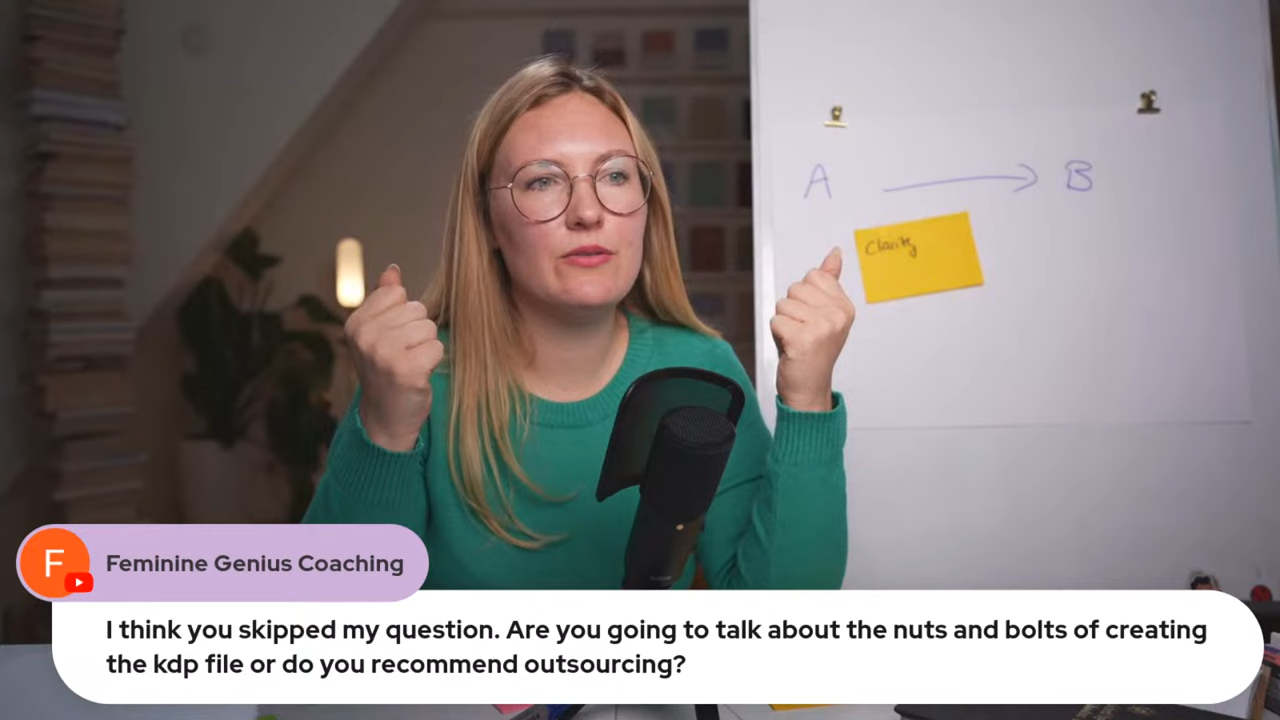 A → B
Clarity
F
Feminine Genius Coaching
I think you skipped my question. Are you going to talk about the nuts and bolts of creating
the kdp file or do you recommend outsourcing?